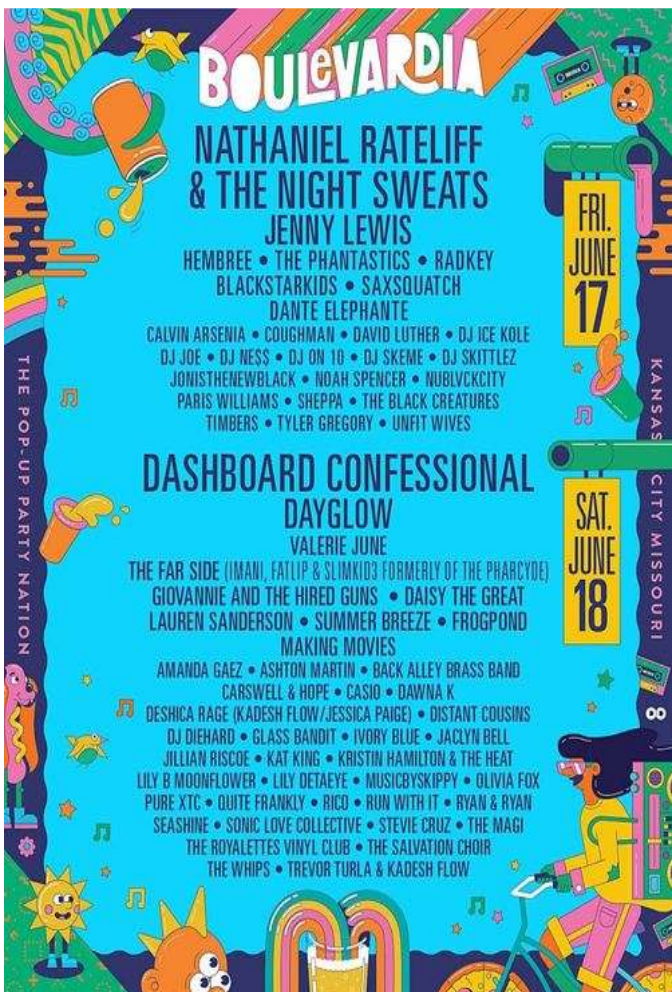 BOULEVARDIA
NATHANIEL RATELIFF
& THE NIGHT SWEATS
JENNY LEWIS
HEMBREE • THE PHANTASTICS • RADKEY
BLACKSTARKIDS • SAXSQUATCH
DANTE ELEPHANTE
CALVIN ARSENIA • COUGHMAN • DAVID LUTHER • DJ ICE KOLE
DJ JOE • DJ NE$$ • DJ ON 10 • DJ SKEME • DJ SKITTLEZ
JONISTHENEWBLACK • NOAH SPENCER • NUBLVCKCITY
PARIS WILLIAMS • SHEPPA • THE BLACK CREATURES
TIMBERS • TYLER GREGORY • UNFIT WIVES
FRI.
JUNE
17
DASHBOARD CONFESSIONAL
DAYGLOW
VALERIE JUNE
THE FAR SIDE (IMANI, FATLIP & SLIMKID3 FORMERLY OF THE PHARCYDE)
GIOVANNIE AND THE HIRED GUNS • DAISY THE GREAT
LAUREN SANDERSON • SUMMER BREEZE • FROGPOND
MAKING MOVIES
AMANDA GAEZ • ASHTON MARTIN • BACK ALLEY BRASS BAND
CARSWELL & HOPE • CASIO • DAWNA K
DESHICA RAGE (KADESH FLOW/JESSICA PAIGE) • DISTANT COUSINS
DJ DIEHARD • GLASS BANDIT • IVORY BLUE • JACLYN BELL
JILLIAN RISCOE • KAT KING • KRISTIN HAMILTON & THE HEAT
LILY B MOONFLOWER • LILY DETAEYE • MUSICBYSKIPPY • OLIVIA FOX
PURE XTC • QUITE FRANKLY • RICO • RUN WITH IT • RYAN & RYAN
SEASHINE • SONIC LOVE COLLECTIVE • STEVIE CRUZ • THE MAGI
THE ROYALETTES VINYL CLUB • THE SALVATION CHOIR
THE WHIPS • TREVOR TURLA & KADESH FLOW
SAT.
JUNE
18
THE POP-UP PARTY NATION
KANSAS CITY MISSOURI